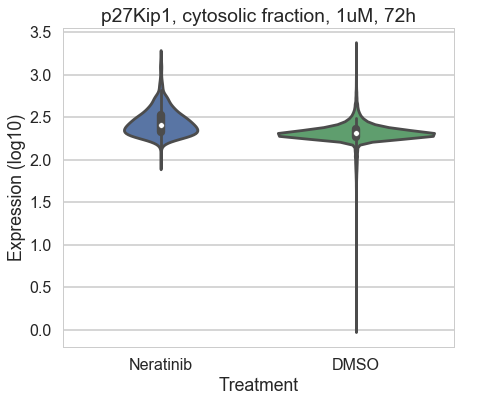 p27Kip1, cytosolic fraction, 1uM, 72h
3.5
3.0
2.5
2.0
1.5
1.0
0.5
0.0
Expression (log10)
Neratinib DMSO
Treatment